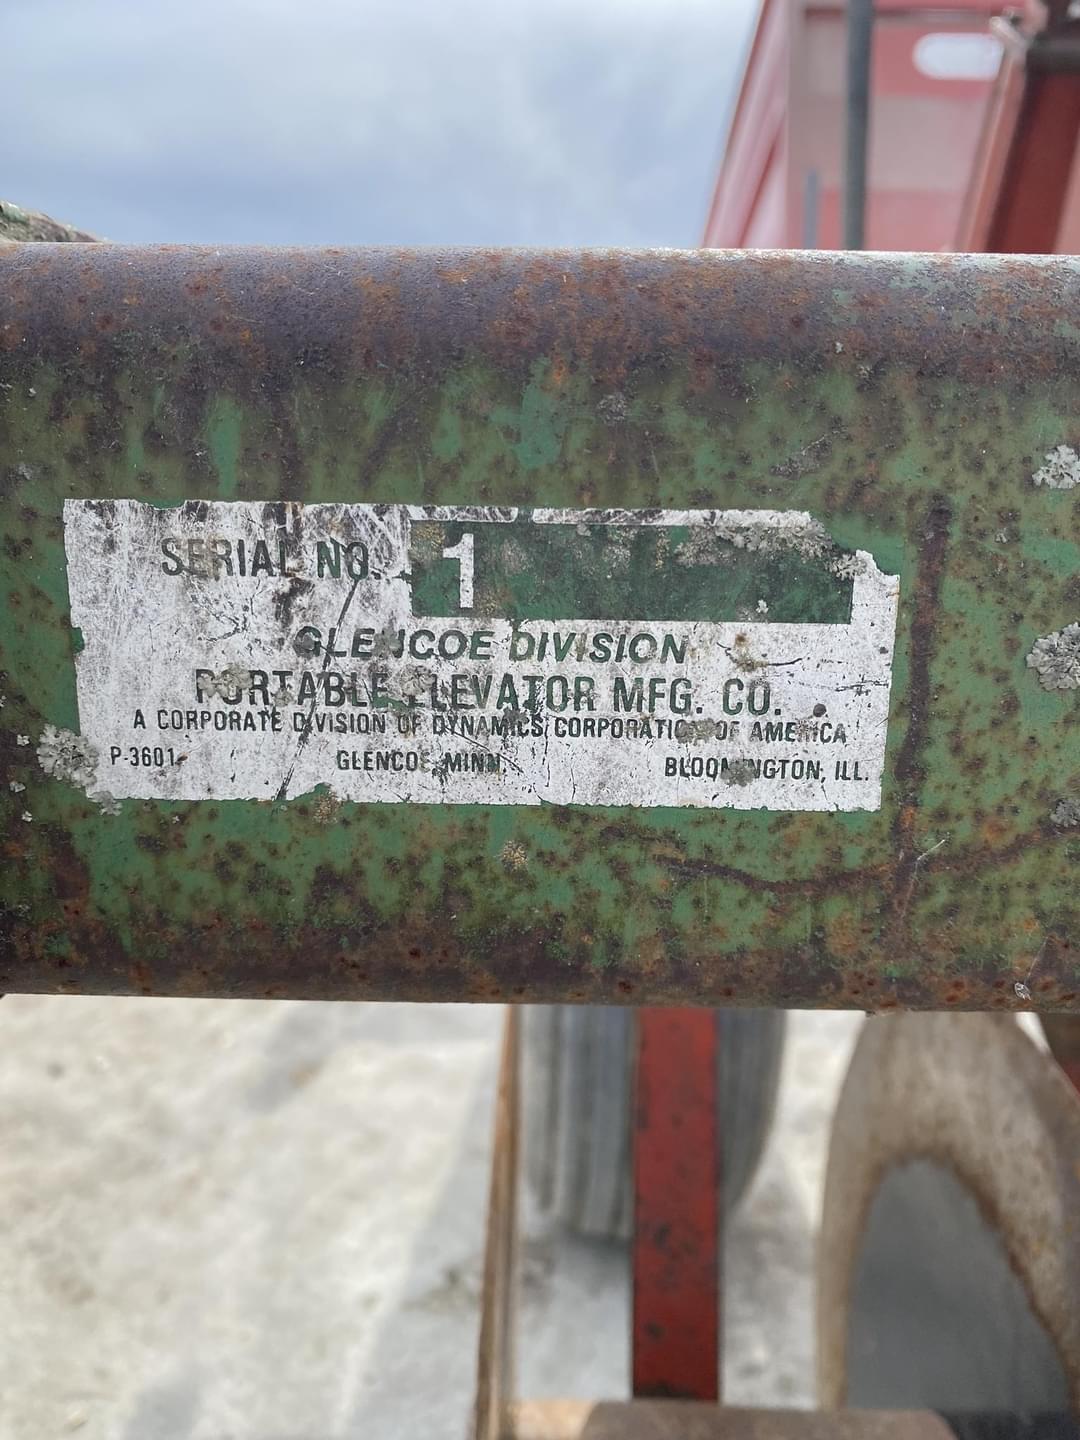 SERIAL NO. 1
GLENCOE DIVISION
PORTABLE ELEVATOR MFG. CO.
A CORPORATE DIVISION OF DYNAMICS CORPORATION OF AMERICA
P-3601 GLENCOE, MINN. BLOOMINGTON, ILL.